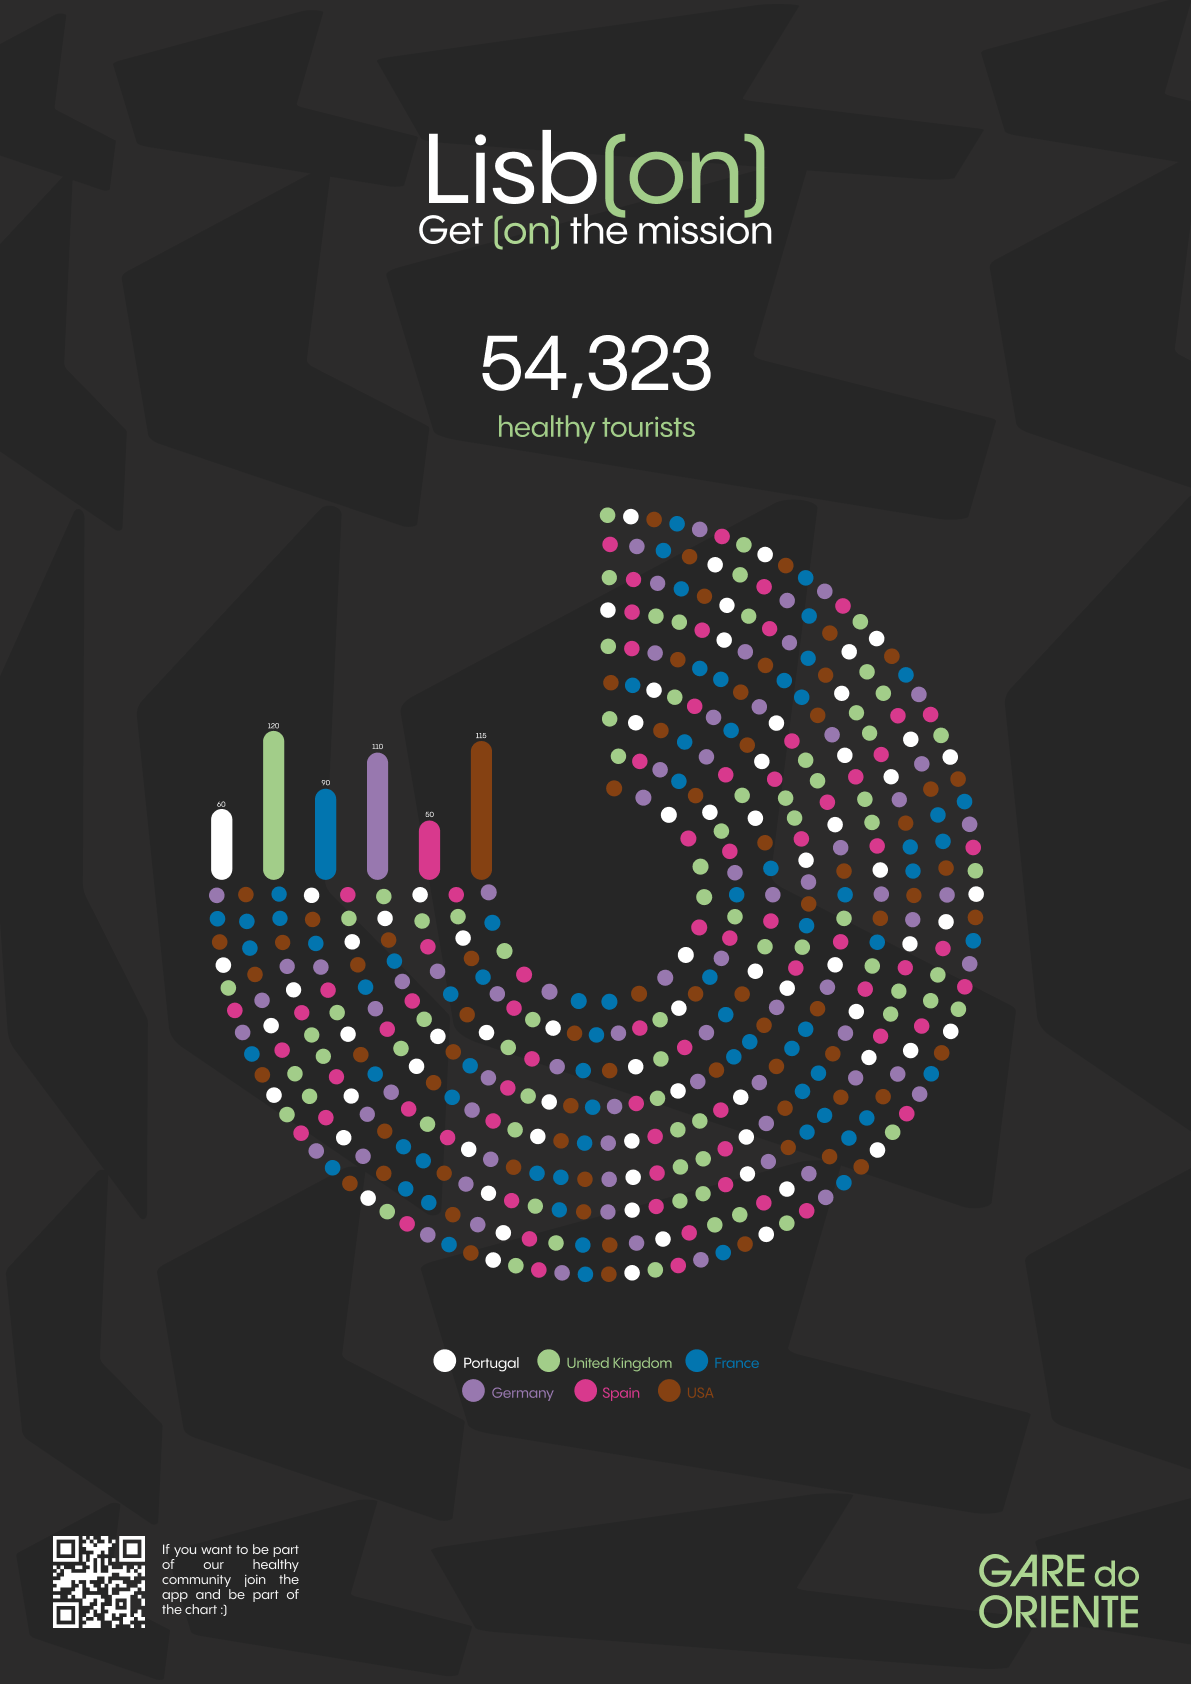 Lisb(on)
Get (on) the mission
54,323
healthy tourists
120
115
110
90
60
50
Portugal United Kingdom France
Germany Spain USA
If you want to be part
of our healthy
community join the
app and be part of
the chart :)
GARE do
ORIENTE